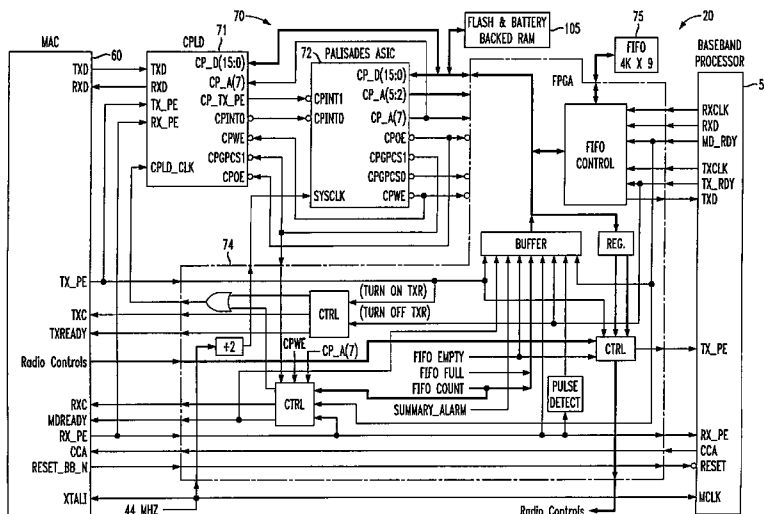 MAC
60
CPLD
71
70
PALISADES ASIC
72
FLASH & BATTERY
BACKED RAM
105
75
FIFO
4K X 9
20
BASEBAND
PROCESSOR
5
TXD
RXD
TX_PE
RX_PE
TXD
RXD
CP_D(15:0)
CP_A(7)
CP_TX_PE
CPINTO
CPWE
CPGPCS1
CPOE
CPLD_CLK
CP_D(15:0)
CP_A(5:2)
CP_A(7)
CPINT1
CPINTO
CPOE
CPGPCS1
CPGPCS0
CPWE
SYSCLK
FPGA
FIFO
CONTROL
RXCLK
RXD
MD_RDY
TXCLK
TX_RDY
TXD
74
BUFFER
REG.
TX_PE
TXC
TXREADY
(TURN ON TXR)
(TURN OFF TXR)
CTRL
Radio Controls
÷2
CPWE
CP_A(7)
CTRL
FIFO EMPTY
FIFO FULL
FIFO COUNT
SUMMARY_ALARM
PULSE
DETECT
CTRL
TX_PE
RXC
MDREADY
RX_PE
CCA
RESET_BB_N
XTALI
44 MHZ
RX_PE
CCA
RESET
MCLK
Radio Controls